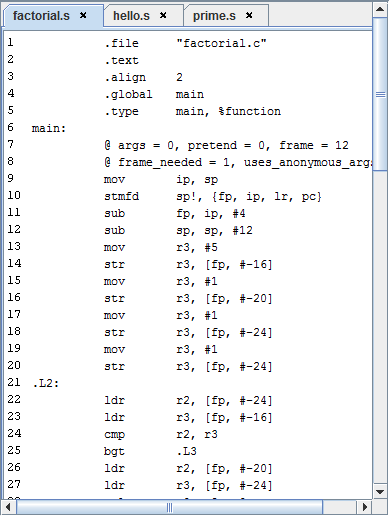 factorial.s × hello.s × prime.s ×
1 .file "factorial.c"
2 .text
3 .align 2
4 .global main
5 .type main, %function
6 main:
7 @ args = 0, pretend = 0, frame = 12
8 @ frame_needed = 1, uses_anonymous_args
9 mov ip, sp
10 stmfd sp!, {fp, ip, lr, pc}
11 sub fp, ip, #4
12 sub sp, sp, #12
13 mov r3, #5
14 str r3, [fp, #-16]
15 mov r3, #1
16 str r3, [fp, #-20]
17 mov r3, #1
18 str r3, [fp, #-24]
19 mov r3, #1
20 str r3, [fp, #-24]
21 .L2:
22 ldr r2, [fp, #-24]
23 ldr r3, [fp, #-16]
24 cmp r2, r3
25 bgt .L3
26 ldr r2, [fp, #-20]
27 ldr r3, [fp, #-24]